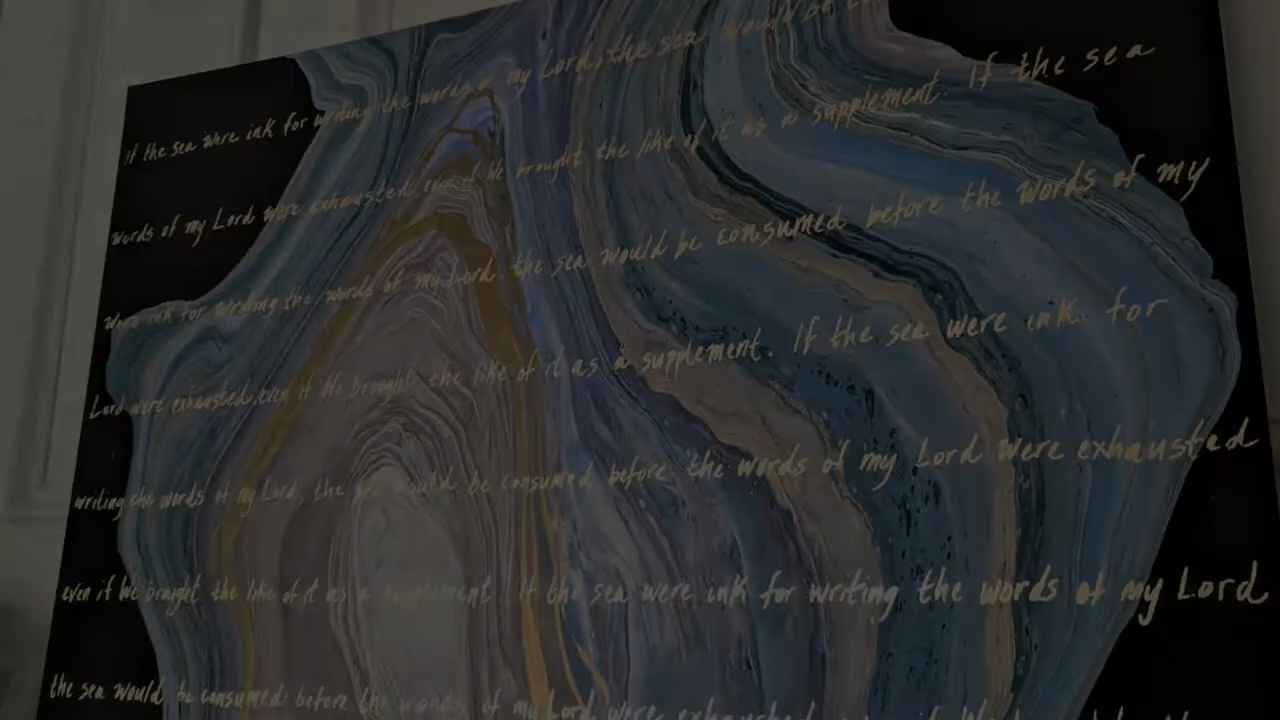 if the sea were ink for writing the words of my Lord, the sea would be
words of my Lord were exhausted even if We brought the like of it as a supplement. If the sea
were ink for writing the words of my Lord the sea would be consumed before the words of my
Lord were exhausted, even if We brought the like of it as a supplement. If the sea were ink for
writing the words of my Lord, the sea would be consumed before the words of my Lord were exhausted
even if We brought the like of it as a supplement If the sea were ink for writing the words of my Lord
the sea would be consumed before the words of my Lord were exhausted